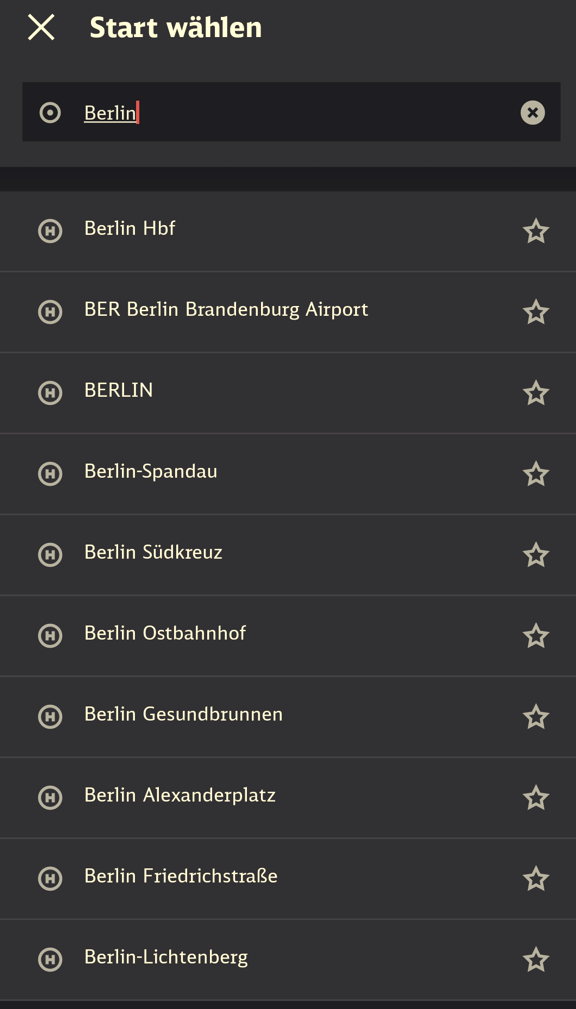 Start wählen
Berlin
Berlin Hbf
BER Berlin Brandenburg Airport
BERLIN
Berlin-Spandau
Berlin Südkreuz
Berlin Ostbahnhof
Berlin Gesundbrunnen
Berlin Alexanderplatz
Berlin Friedrichstraße
Berlin-Lichtenberg